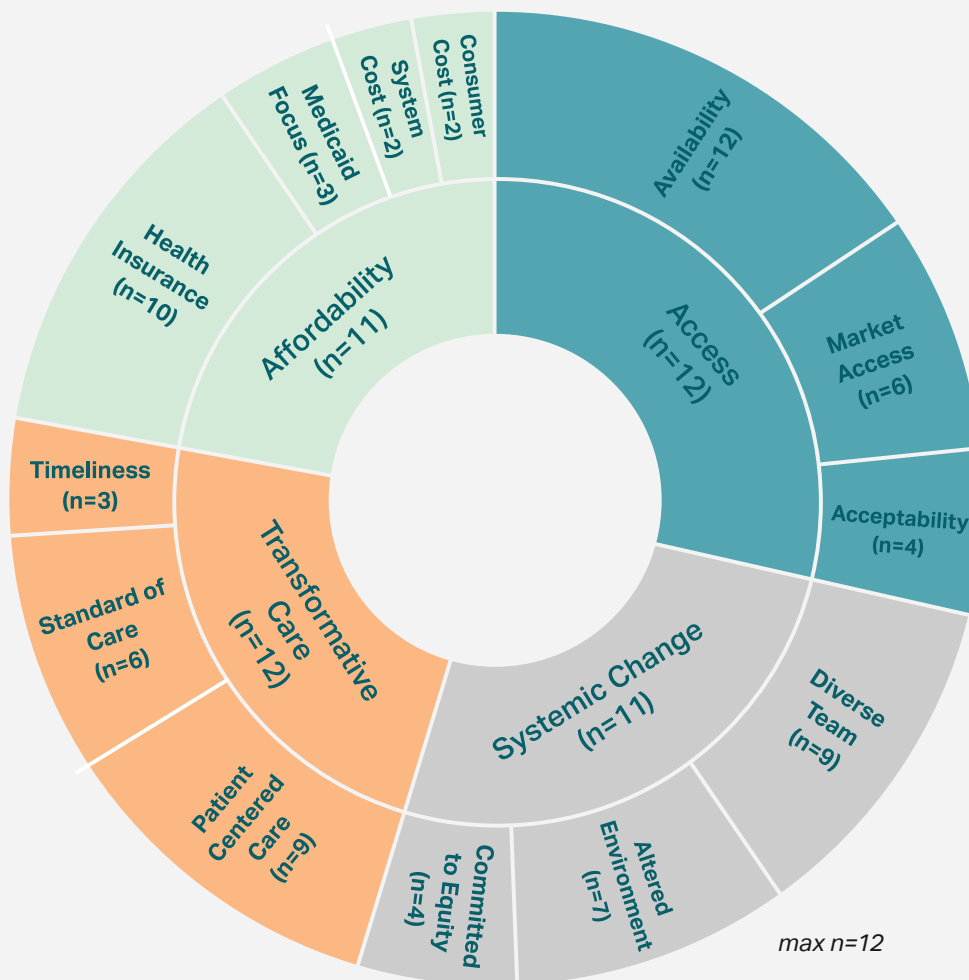 Consumer
Cost (n=2)
System
Cost (n=2)
Medicaid
Focus (n=3)
Health
Insurance
(n=10)
Affordability
(n=11)
Availability
(n=12)
Market
Access
(n=6)
Acceptability
(n=4)
Access
(n=12)
Timeliness
(n=3)
Standard of
Care
(n=6)
Patient
Centered
Care
(n=9)
Transformative
Care
(n=12)
Systemic Change
(n=11)
Diverse
Team
(n=9)
Altered
Environment
(n=7)
Committed
to Equity
(n=4)
max n=12